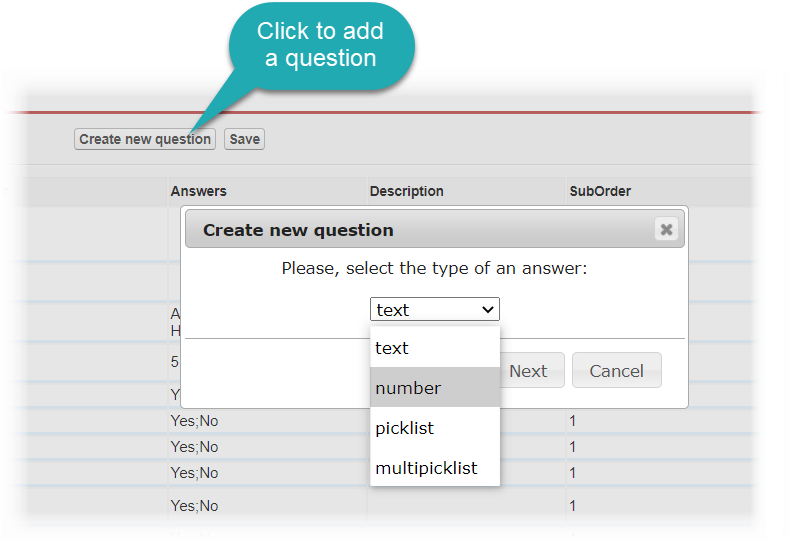 Click to add
a question
Create new question Save
Answers Description SubOrder
Create new question
Please, select the type of an answer:
text
text
number
picklist
multipicklist
Next Cancel
A
H
5
Y
Yes;No 1
Yes;No 1
Yes;No 1
Yes;No 1